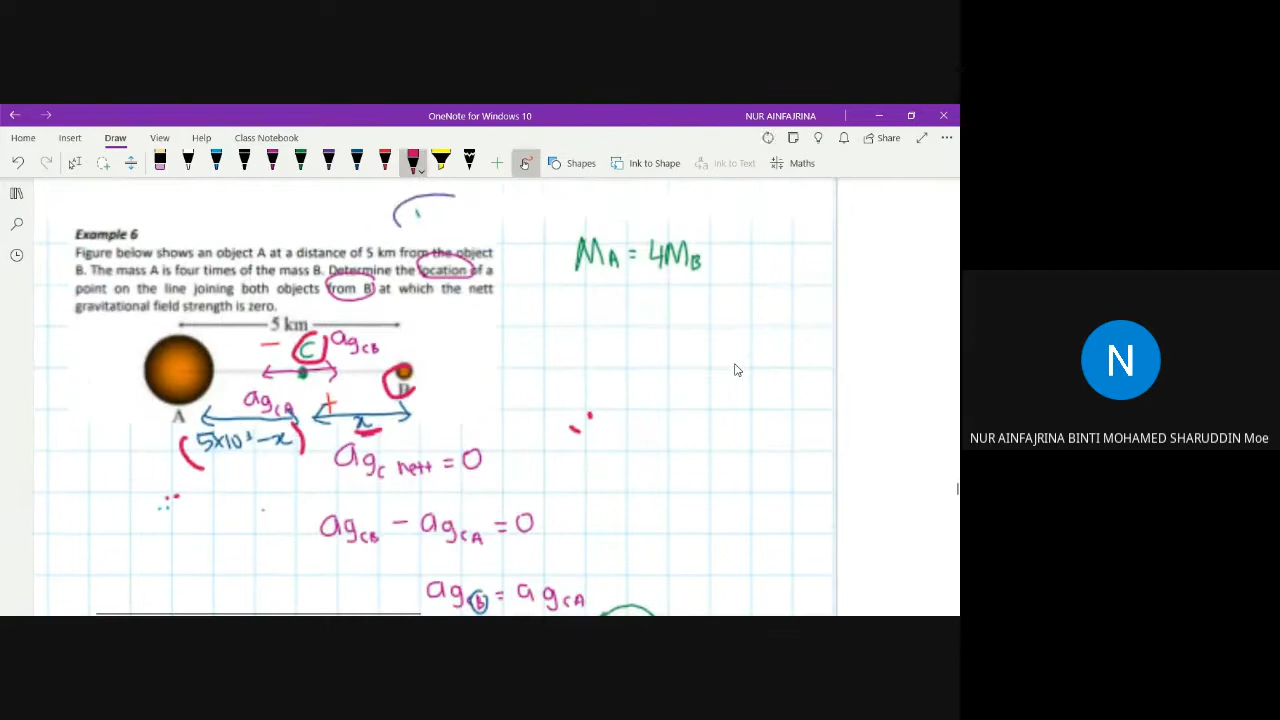 OneNote for Windows 10
NUR AINFAJRINA
Home Insert Draw View Help Class Notebook
Share
Shapes Ink to Shape Ink to Text Maths
Example 6
Figure below shows an object A at a distance of 5 km from the object
B. The mass A is four times of the mass B. Determine the location of a
point on the line joining both objects from B at which the nett
gravitational field strength is zero.
M_A = 4M_B
5 km
− C ag_CB
ag_CA + x
A B
(5×10³−x)
ag_C nett = 0
ag_CB − ag_CA = 0
ag_CB = ag_CA
N
NUR AINFAJRINA BINTI MOHAMED SHARUDDIN Moe